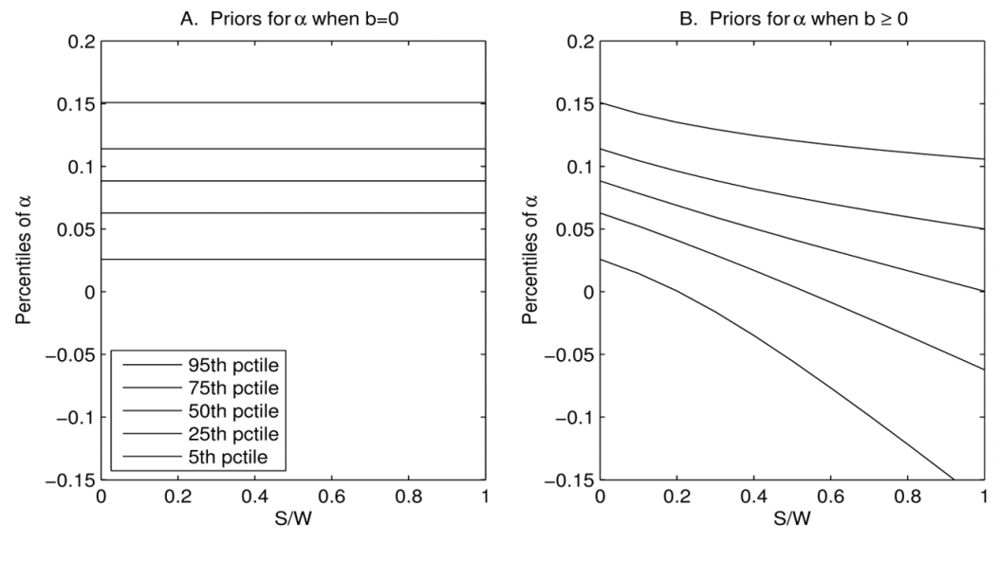 A. Priors for α when b=0
0.2
0.15
0.1
0.05
0
−0.05
−0.1
−0.15
Percentiles of α
95th pctile
75th pctile
50th pctile
25th pctile
5th pctile
0 0.2 0.4 0.6 0.8 1
S/W
B. Priors for α when b ≥ 0
0.2
0.15
0.1
0.05
0
−0.05
−0.1
−0.15
Percentiles of α
0 0.2 0.4 0.6 0.8 1
S/W